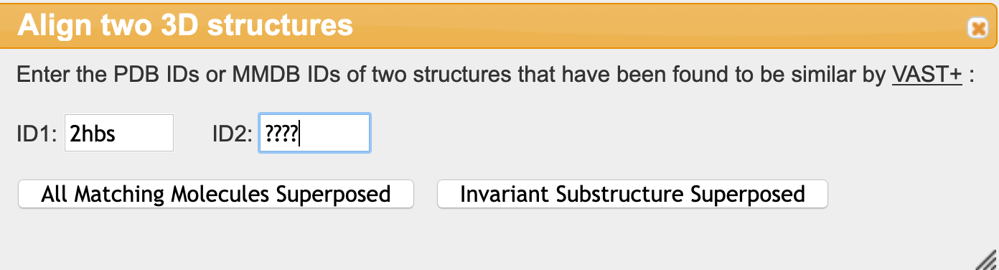 Align two 3D structures
Enter the PDB IDs or MMDB IDs of two structures that have been found to be similar by VAST+ :
ID1: 2hbs ID2: ????
All Matching Molecules Superposed Invariant Substructure Superposed